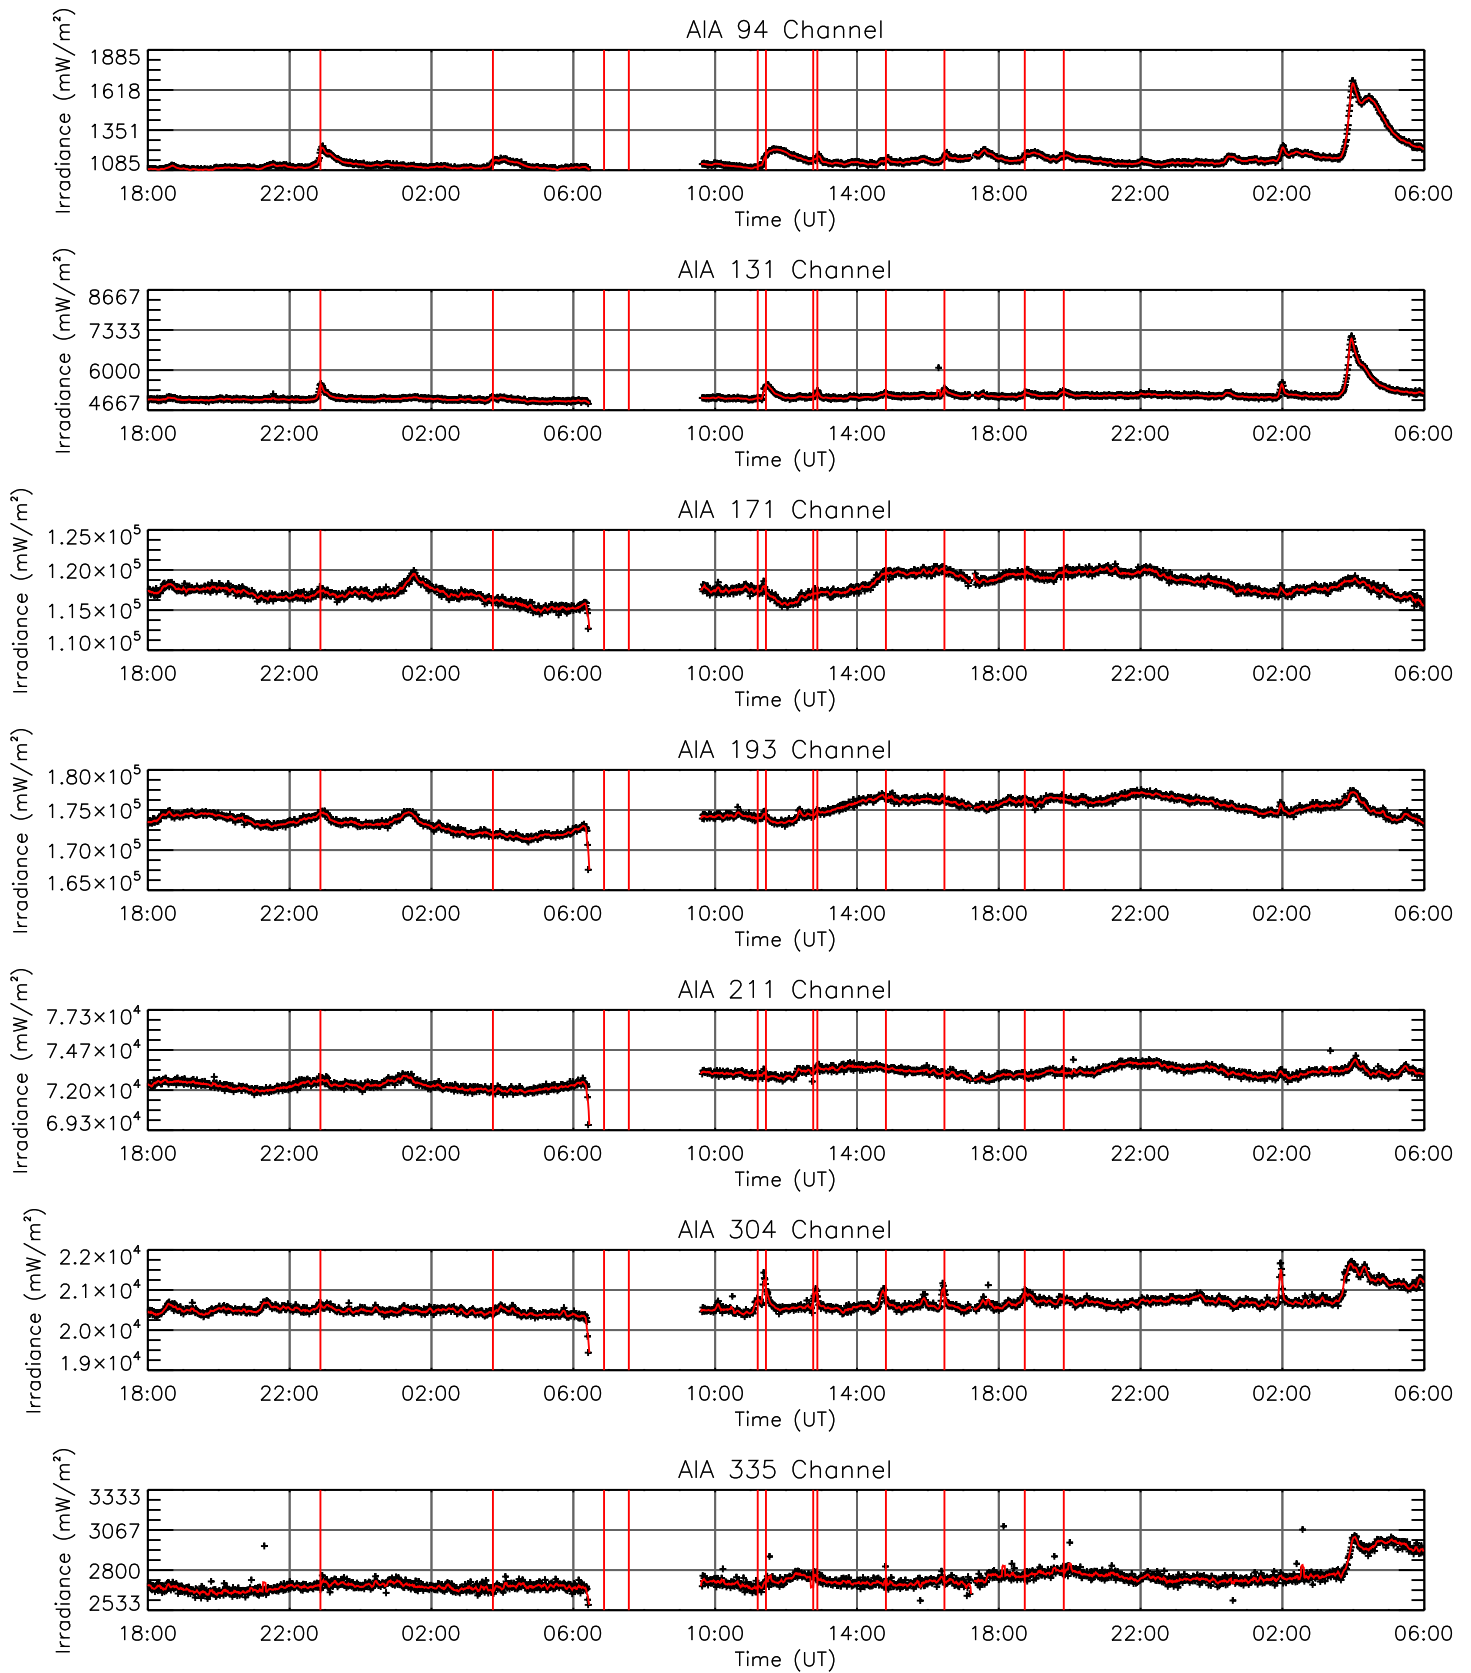 AIA 94 Channel
Irradiance (mW/m²)
1885
1618
1351
1085
18:00 22:00 02:00 06:00 10:00 14:00 18:00 22:00 02:00 06:00
Time (UT)
AIA 131 Channel
Irradiance (mW/m²)
8667
7333
6000
4667
18:00 22:00 02:00 06:00 10:00 14:00 18:00 22:00 02:00 06:00
Time (UT)
AIA 171 Channel
Irradiance (mW/m²)
1.25×10⁵
1.20×10⁵
1.15×10⁵
1.10×10⁵
18:00 22:00 02:00 06:00 10:00 14:00 18:00 22:00 02:00 06:00
Time (UT)
AIA 193 Channel
Irradiance (mW/m²)
1.80×10⁵
1.75×10⁵
1.70×10⁵
1.65×10⁵
18:00 22:00 02:00 06:00 10:00 14:00 18:00 22:00 02:00 06:00
Time (UT)
AIA 211 Channel
Irradiance (mW/m²)
7.73×10⁴
7.47×10⁴
7.20×10⁴
6.93×10⁴
18:00 22:00 02:00 06:00 10:00 14:00 18:00 22:00 02:00 06:00
Time (UT)
AIA 304 Channel
Irradiance (mW/m²)
2.2×10⁴
2.1×10⁴
2.0×10⁴
1.9×10⁴
18:00 22:00 02:00 06:00 10:00 14:00 18:00 22:00 02:00 06:00
Time (UT)
AIA 335 Channel
Irradiance (mW/m²)
3333
3067
2800
2533
18:00 22:00 02:00 06:00 10:00 14:00 18:00 22:00 02:00 06:00
Time (UT)